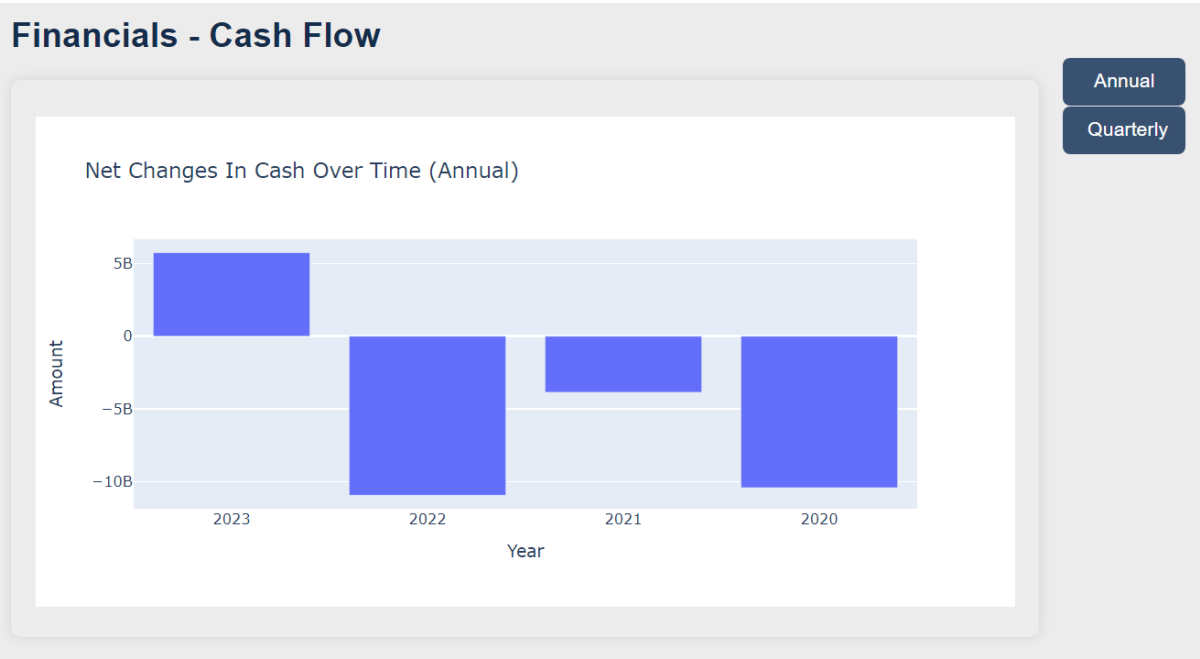 Financials - Cash Flow
Annual
Quarterly
Net Changes In Cash Over Time (Annual)
5B
0
−5B
−10B
Amount
2023 2022 2021 2020
Year